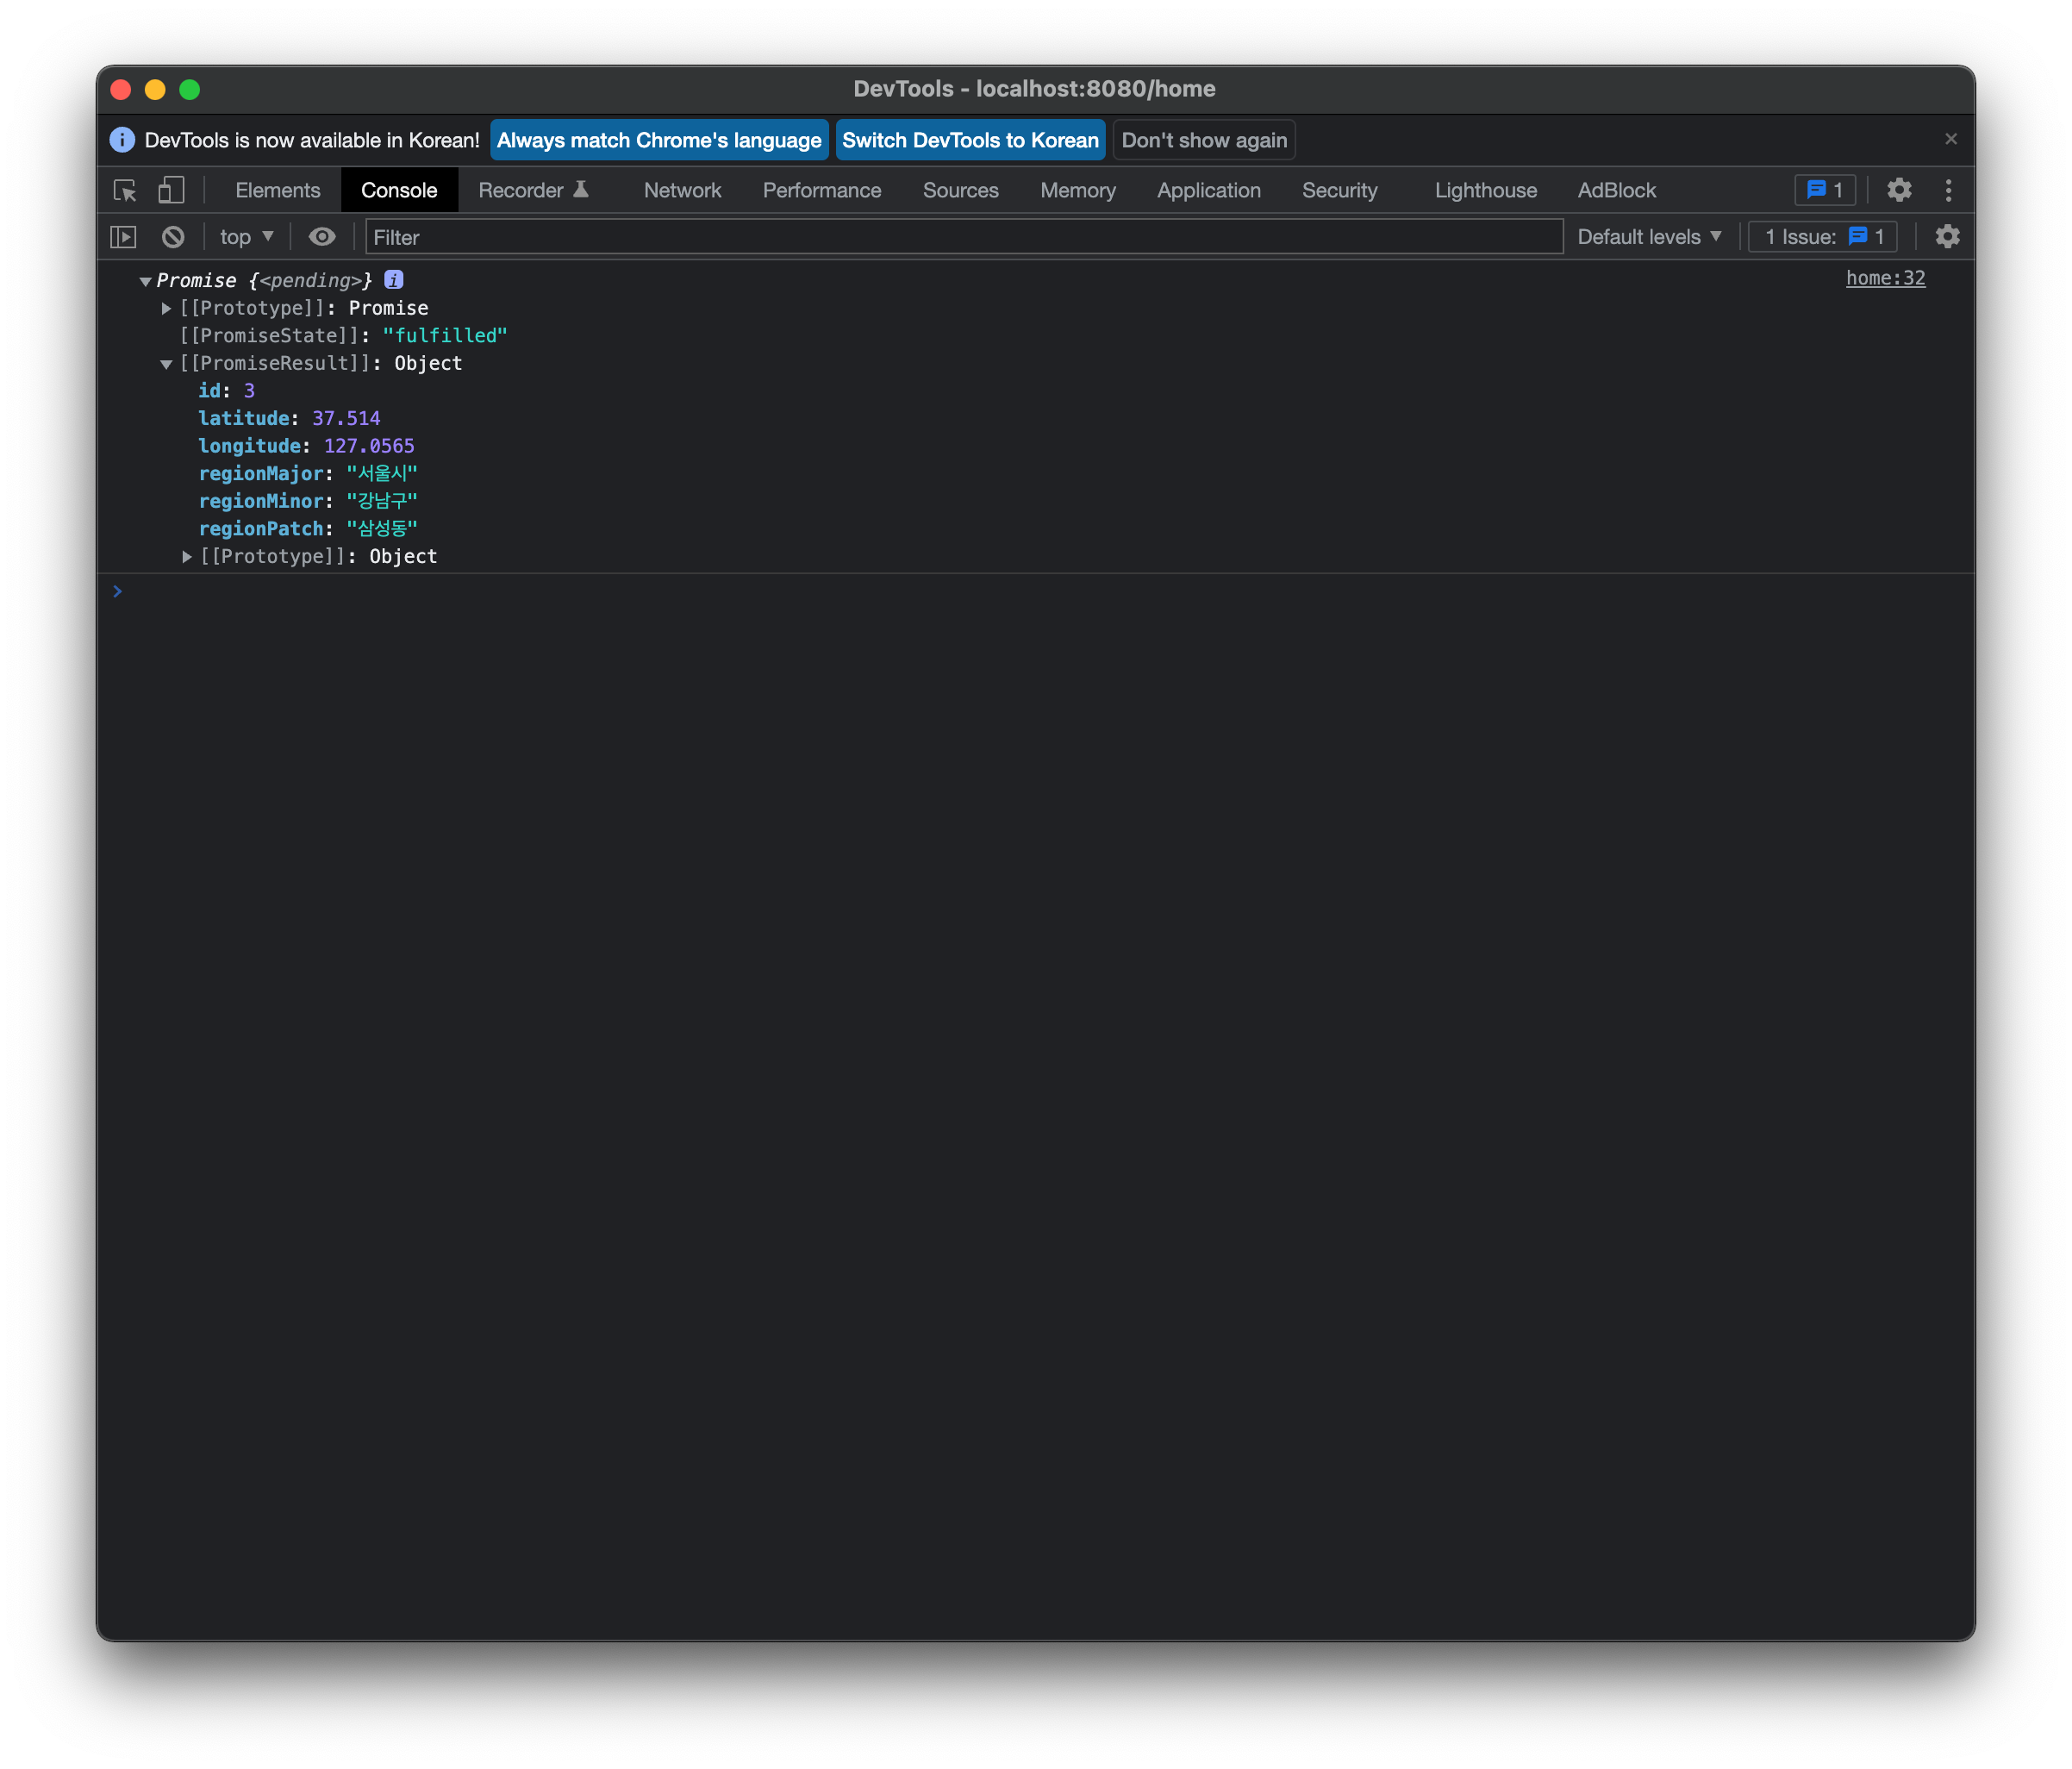 DevTools - localhost:8080/home
DevTools is now available in Korean! Always match Chrome's language Switch DevTools to Korean Don't show again
Elements Console Recorder Network Performance Sources Memory Application Security Lighthouse AdBlock 1
top Filter Default levels 1 Issue: 1
Promise {<pending>} i home:32
[[Prototype]]: Promise
[[PromiseState]]: "fulfilled"
[[PromiseResult]]: Object
id: 3
latitude: 37.514
longitude: 127.0565
regionMajor: "서울시"
regionMinor: "강남구"
regionPatch: "삼성동"
[[Prototype]]: Object